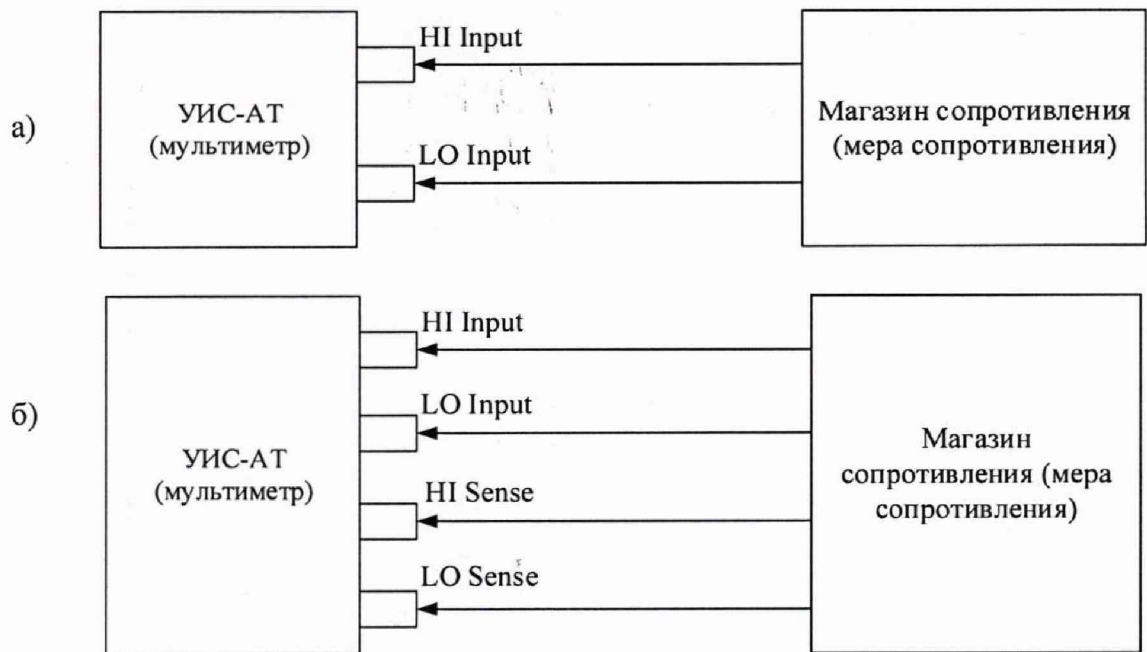 а)
УИС-АТ
(мультиметр)
HI Input
LO Input
Магазин сопротивления
(мера сопротивления)
б)
УИС-АТ
(мультиметр)
HI Input
LO Input
HI Sense
LO Sense
Магазин
сопротивления (мера
сопротивления)